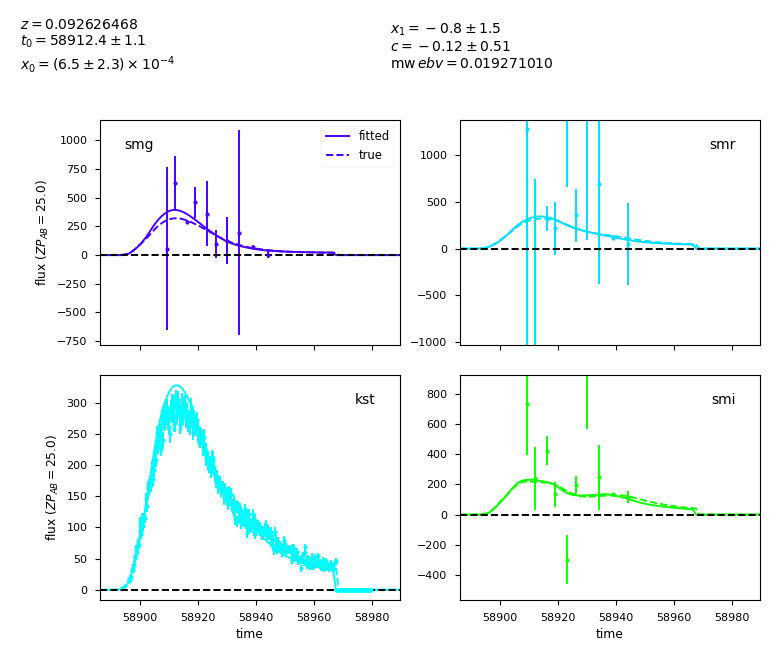 z = 0.092626468
t₀ = 58912.4 ± 1.1
x₀ = (6.5 ± 2.3) × 10⁻⁴
x₁ = −0.8 ± 1.5
c = −0.12 ± 0.51
mw ebv = 0.019271010
smg
fitted
true
1000
750
500
250
0
−250
−500
−750
flux (ZP_AB = 25.0)
smr
1000
500
0
−500
−1000
kst
300
250
200
150
100
50
0
flux (ZP_AB = 25.0)
58900 58920 58940 58960 58980
time
smi
800
600
400
200
0
−200
−400
58900 58920 58940 58960 58980
time